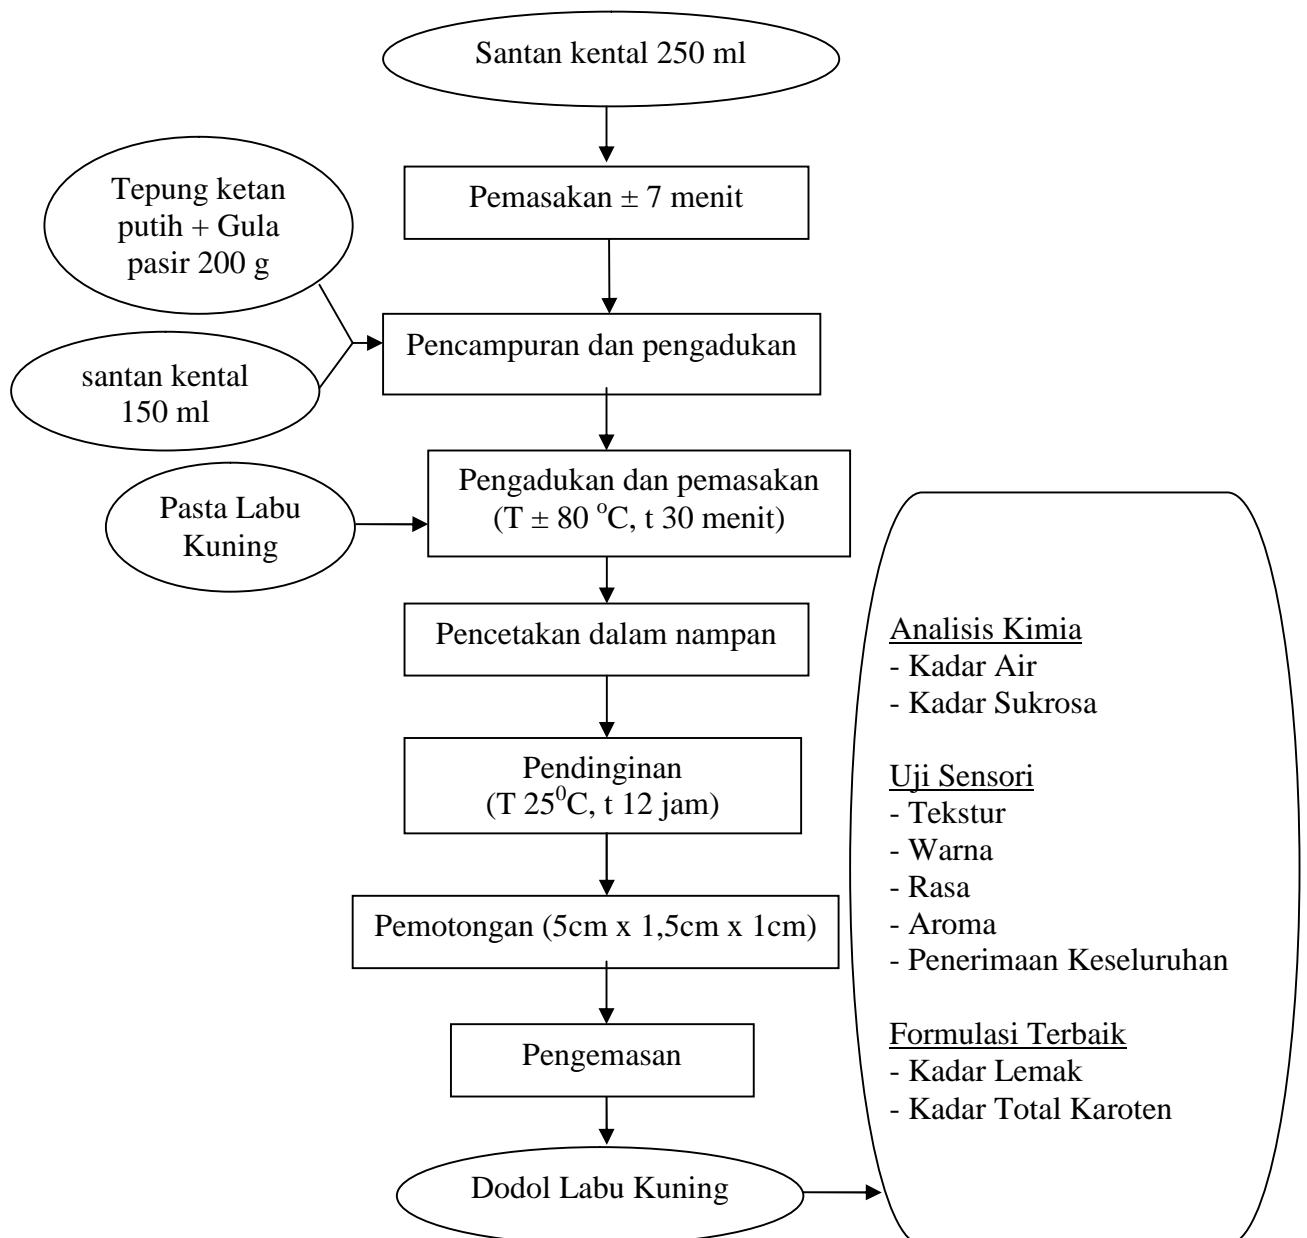 Santan kental 250 ml
Pemasakan ± 7 menit
Tepung ketan
putih + Gula
pasir 200 g
Pencampuran dan pengadukan
santan kental
150 ml
Pengadukan dan pemasakan
(T ± 80 °C, t 30 menit)
Pasta Labu
Kuning
Pencetakan dalam nampan
Pendinginan
(T 25⁰C, t 12 jam)
Pemotongan (5cm x 1,5cm x 1cm)
Pengemasan
Dodol Labu Kuning
Analisis Kimia
- Kadar Air
- Kadar Sukrosa
Uji Sensori
- Tekstur
- Warna
- Rasa
- Aroma
- Penerimaan Keseluruhan
Formulasi Terbaik
- Kadar Lemak
- Kadar Total Karoten